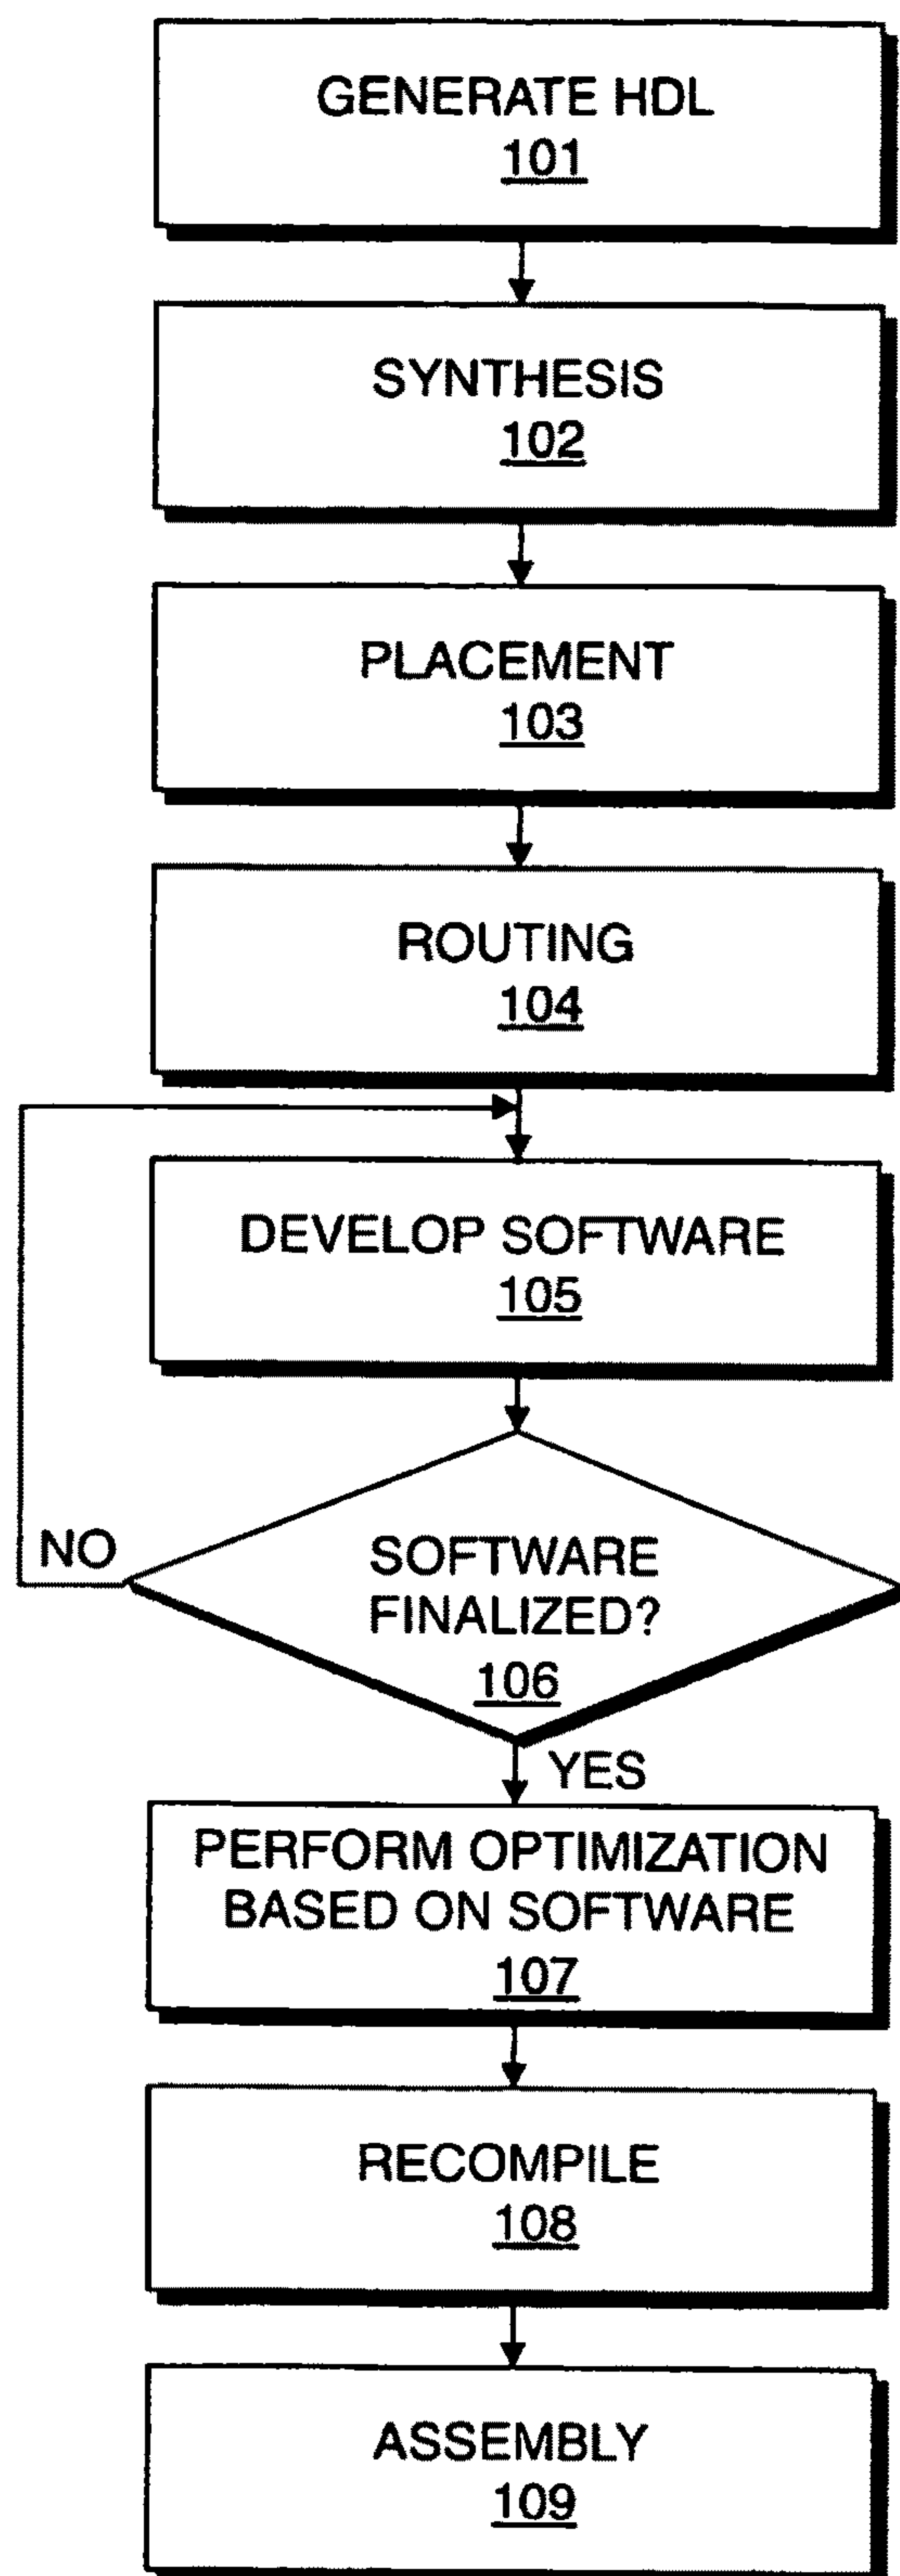 GENERATE HDL
101
SYNTHESIS
102
PLACEMENT
103
ROUTING
104
DEVELOP SOFTWARE
105
NO
SOFTWARE
FINALIZED?
106
YES
PERFORM OPTIMIZATION
BASED ON SOFTWARE
107
RECOMPILE
108
ASSEMBLY
109